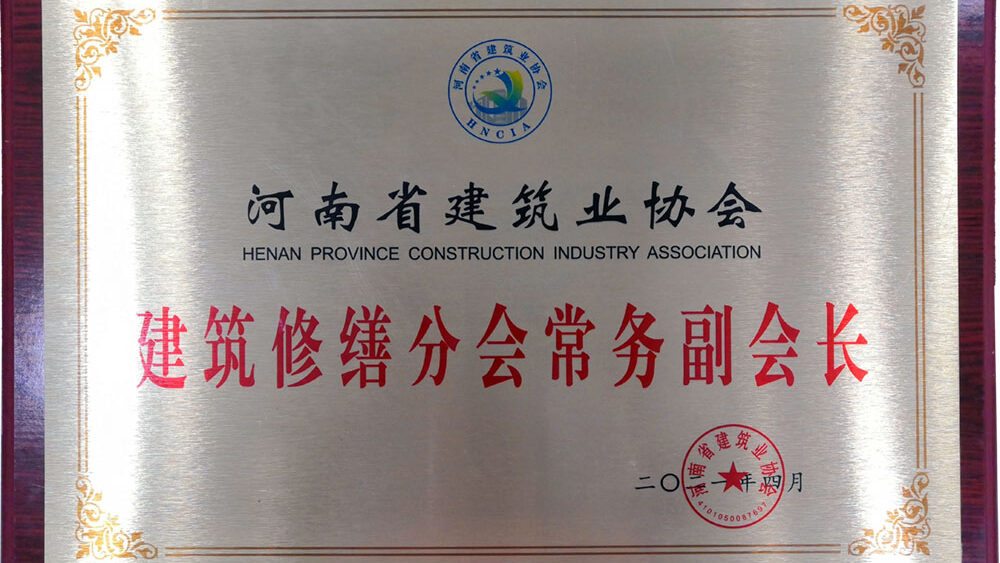 河南省建筑业协会
HNCIA
河南省建筑业协会
HENAN PROVINCE CONSTRUCTION INDUSTRY ASSOCIATION
建筑修缮分会常务副会长
二〇二一年四月
河南省建筑业协会
4101060087697